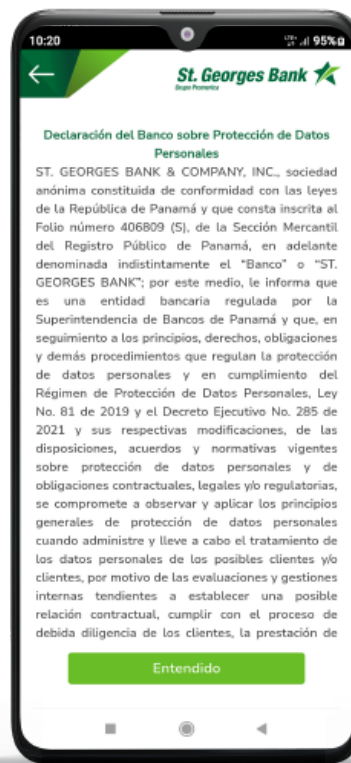 10:20
95%
St. Georges Bank
Grupo Promerica
Declaración del Banco sobre Protección de Datos
Personales
ST. GEORGES BANK & COMPANY, INC., sociedad
anónima constituida de conformidad con las leyes
de la República de Panamá y que consta inscrita al
Folio número 406809 (S), de la Sección Mercantil
del Registro Público de Panamá, en adelante
denominada indistintamente el “Banco” o “ST.
GEORGES BANK”; por este medio, le informa que
es una entidad bancaria regulada por la
Superintendencia de Bancos de Panamá y que, en
seguimiento a los principios, derechos, obligaciones
y demás procedimientos que regulan la protección
de datos personales y en cumplimiento del
Régimen de Protección de Datos Personales, Ley
No. 81 de 2019 y el Decreto Ejecutivo No. 285 de
2021 y sus respectivas modificaciones, de las
disposiciones, acuerdos y normativas vigentes
sobre protección de datos personales y de
obligaciones contractuales, legales y/o regulatorias,
se compromete a observar y aplicar los principios
generales de protección de datos personales
cuando administre y lleve a cabo el tratamiento de
los datos personales de los posibles clientes y/o
clientes, por motivo de las evaluaciones y gestiones
internas tendientes a establecer una posible
relación contractual, cumplir con el proceso de
debida diligencia de los clientes, la prestación de
Entendido